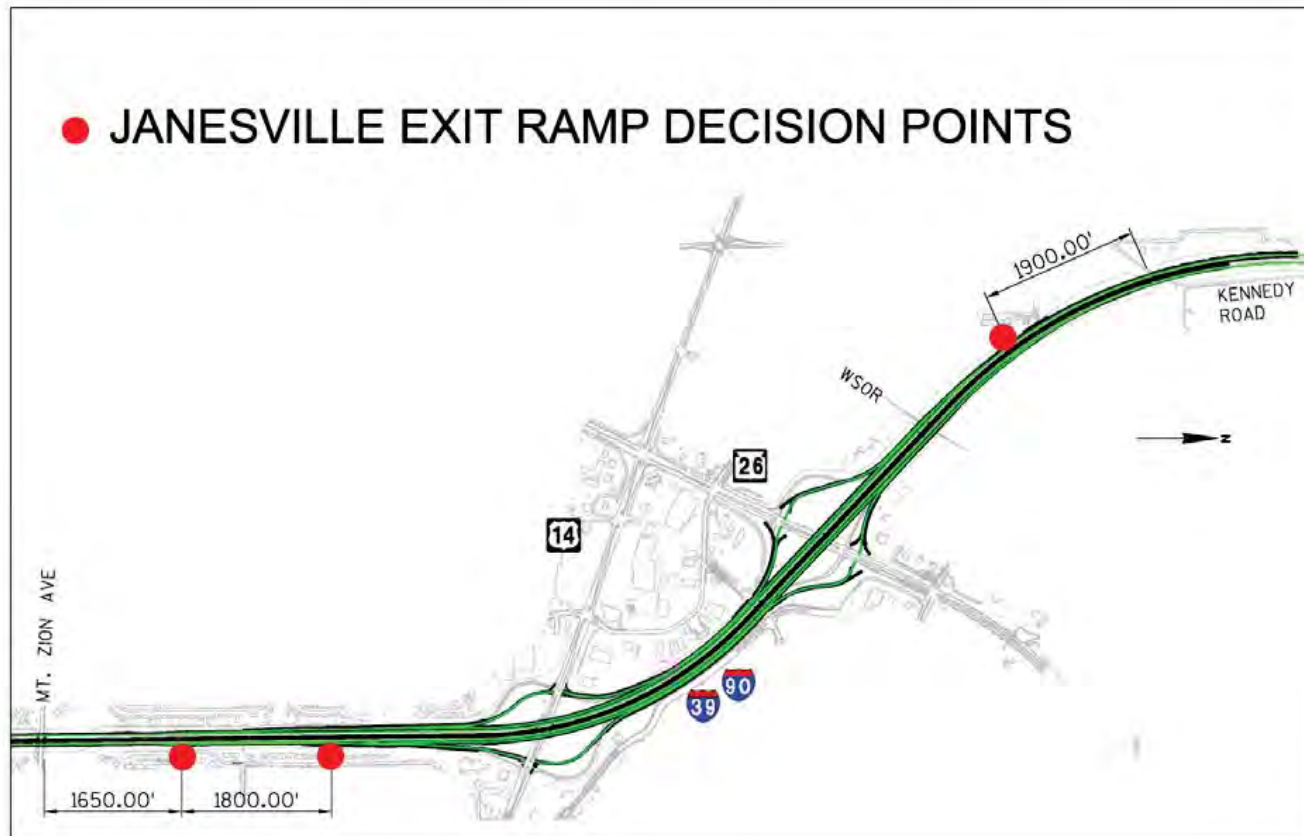 JANESVILLE EXIT RAMP DECISION POINTS
1900.00'
KENNEDY
ROAD
WSOR
N
26
14
MT. ZION AVE
90
39
1650.00'
1800.00'